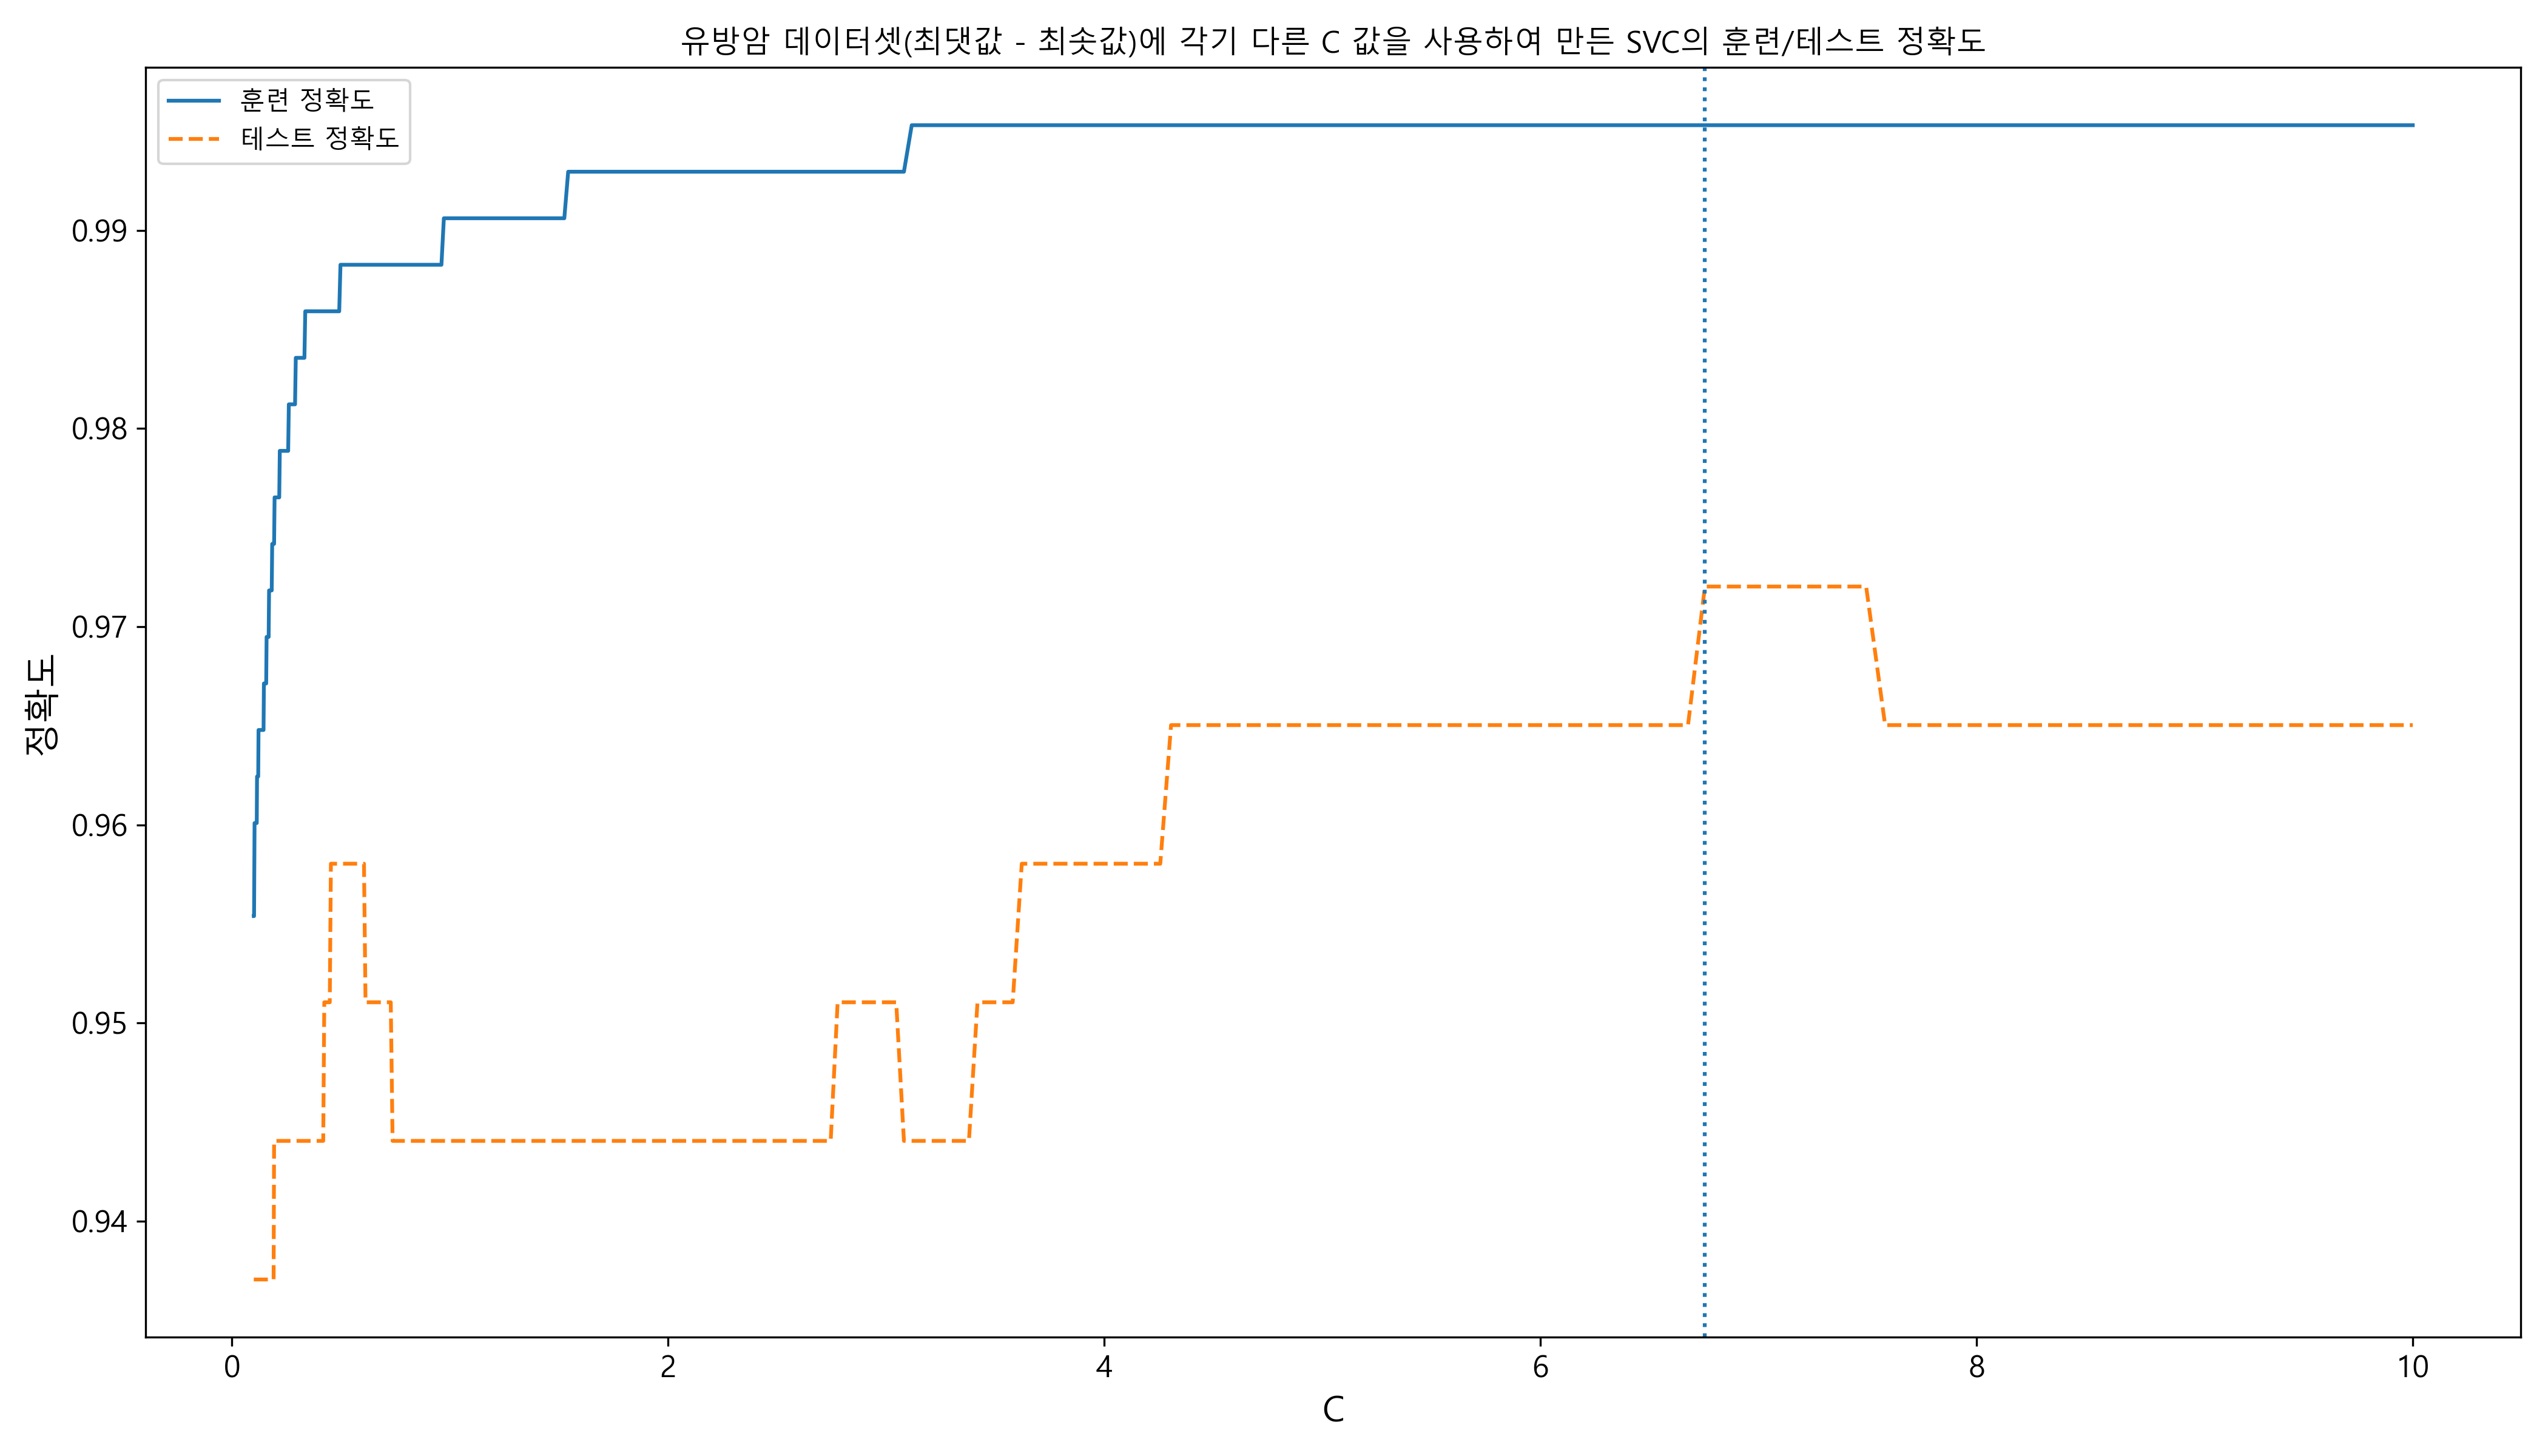 유방암 데이터셋(최댓값 - 최솟값)에 각기 다른 C 값을 사용하여 만든 SVC의 훈련/테스트 정확도
훈련 정확도
테스트 정확도
0.99
0.98
0.97
0.96
0.95
0.94
정확도
0
2
4
6
8
10
C